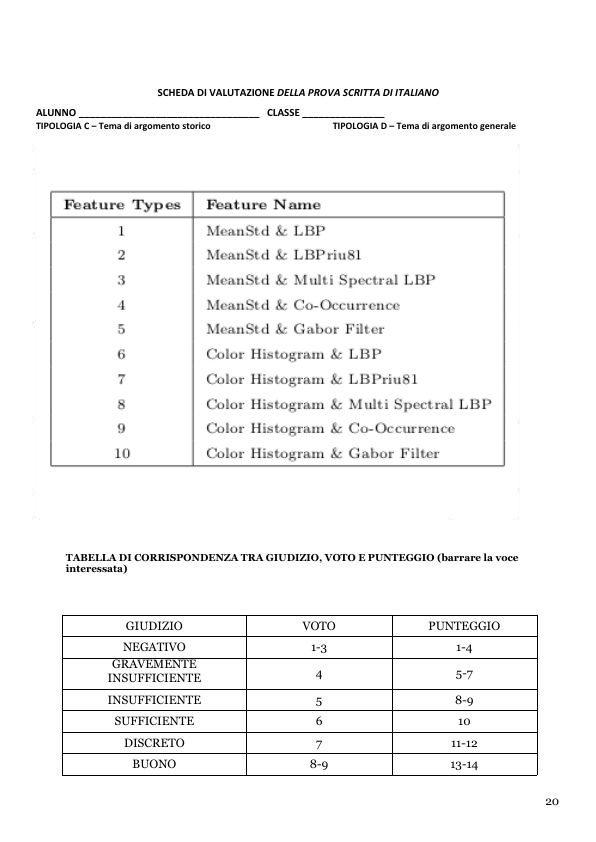 SCHEDA DI VALUTAZIONE DELLA PROVA SCRITTA DI ITALIANO
ALUNNO _________________________________ CLASSE _______________
TIPOLOGIA C – Tema di argomento storico TIPOLOGIA D – Tema di argomento generale
Feature Types Feature Name
1 MeanStd & LBP
2 MeanStd & LBPriu81
3 MeanStd & Multi Spectral LBP
4 MeanStd & Co-Occurrence
5 MeanStd & Gabor Filter
6 Color Histogram & LBP
7 Color Histogram & LBPriu81
8 Color Histogram & Multi Spectral LBP
9 Color Histogram & Co-Occurrence
10 Color Histogram & Gabor Filter
TABELLA DI CORRISPONDENZA TRA GIUDIZIO, VOTO E PUNTEGGIO (barrare la voce
interessata)
GIUDIZIO VOTO PUNTEGGIO
NEGATIVO 1-3 1-4
GRAVEMENTE
INSUFFICIENTE 4 5-7
INSUFFICIENTE 5 8-9
SUFFICIENTE 6 10
DISCRETO 7 11-12
BUONO 8-9 13-14
20